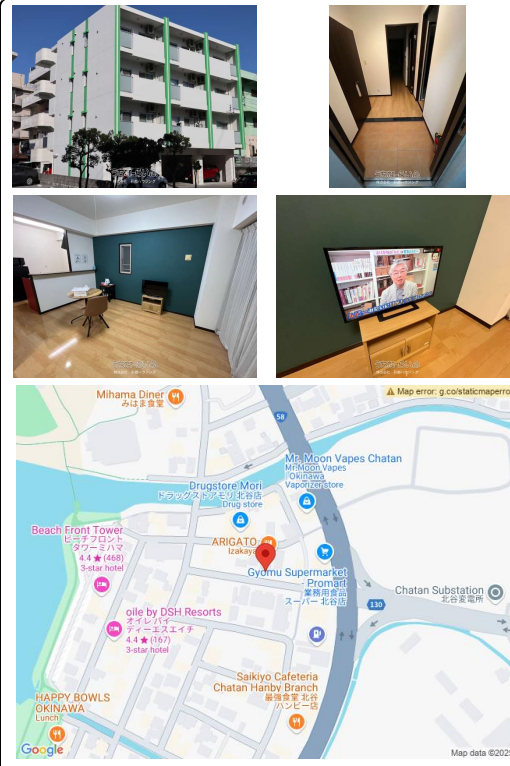 Mihama Diner
みはま食堂
Map error: g.co/staticmaperro
58
Mr. Moon Vapes Chatan
Mr.Moon Vapes
Okinawa
Vaporizer store
Drugstore Mori
ドラッグストアモリ 北谷店
Drug store
Beach Front Tower
ビーチフロント
タワーミハマ
4.4★(468)
3-star hotel
ARIGATO
Izakaya
Gyomu Supermarket
Promart
業務用食品
スーパー 北谷店
Chatan Substation
北谷変電所
130
oile by DSH Resorts
オイレ バイ
ディーエスエイチ
4.4★(167)
3-star hotel
Saikiyo Cafeteria
Chatan Hanby Branch
最強食堂 北谷
ハンビー店
HAPPY BOWLS
OKINAWA
Lunch
Google
Map data ©2025